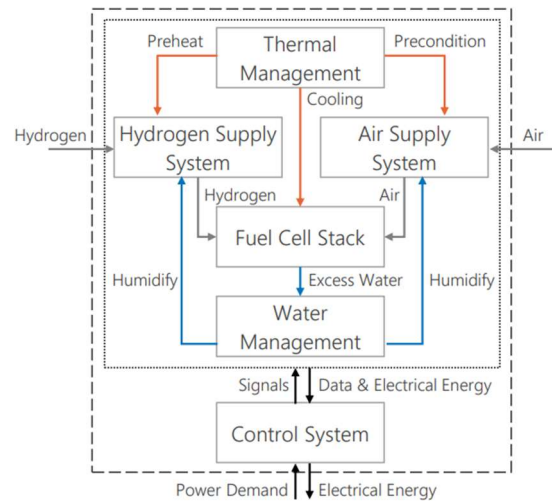 Preheat
Thermal
Management
Precondition
Cooling
Hydrogen
Hydrogen Supply
System
Air Supply
System
Air
Hydrogen
Air
Fuel Cell Stack
Humidify
Excess Water
Humidify
Water
Management
Signals
Data & Electrical Energy
Control System
Power Demand
Electrical Energy